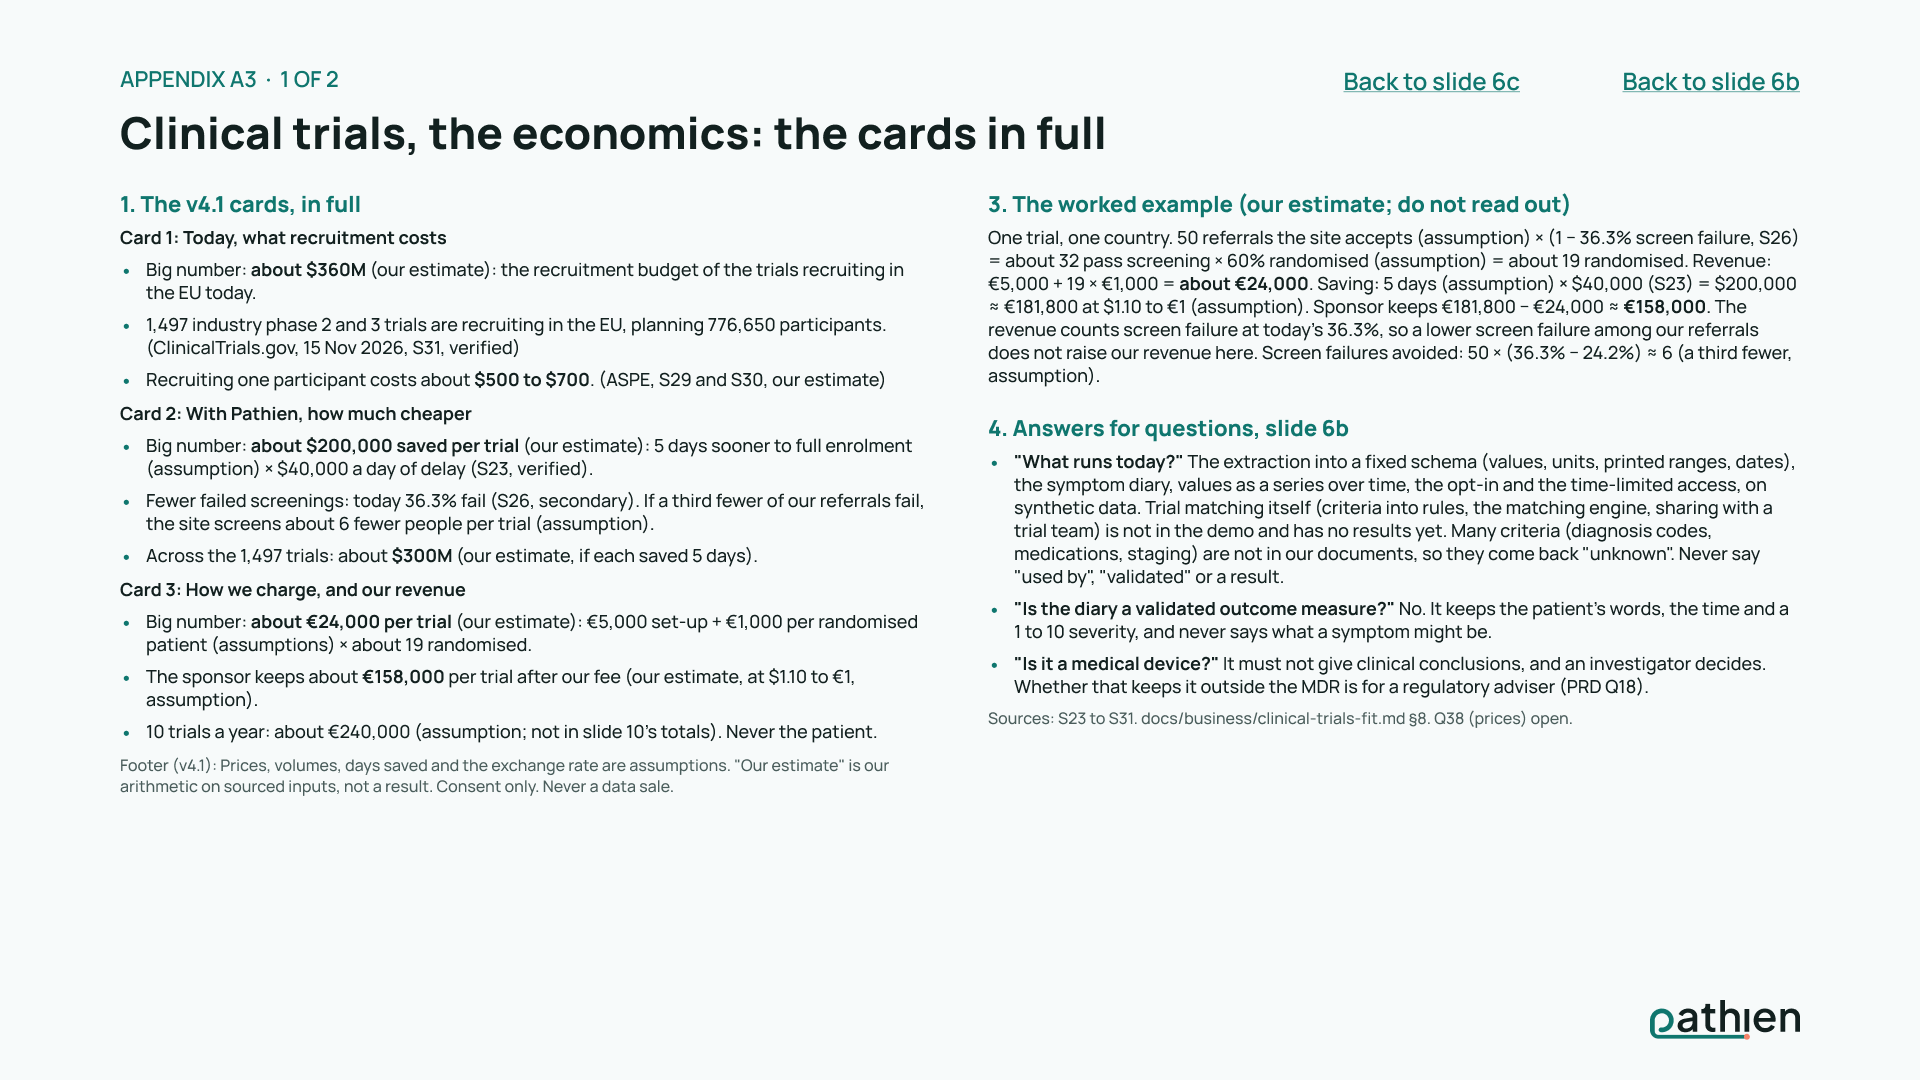 APPENDIX A3 · 1 OF 2
Back to slide 6c
Back to slide 6b
Clinical trials, the economics: the cards in full
1. The v4.1 cards, in full
Card 1: Today, what recruitment costs
• Big number: about $360M (our estimate): the recruitment budget of the trials recruiting in
the EU today.
• 1,497 industry phase 2 and 3 trials are recruiting in the EU, planning 776,650 participants.
(ClinicalTrials.gov, 15 Nov 2026, S31, verified)
• Recruiting one participant costs about $500 to $700. (ASPE, S29 and S30, our estimate)
Card 2: With Pathien, how much cheaper
• Big number: about $200,000 saved per trial (our estimate): 5 days sooner to full enrolment
(assumption) × $40,000 a day of delay (S23, verified).
• Fewer failed screenings: today 36.3% fail (S26, secondary). If a third fewer of our referrals fail,
the site screens about 6 fewer people per trial (assumption).
• Across the 1,497 trials: about $300M (our estimate, if each saved 5 days).
Card 3: How we charge, and our revenue
• Big number: about €24,000 per trial (our estimate): €5,000 set-up + €1,000 per randomised
patient (assumptions) × about 19 randomised.
• The sponsor keeps about €158,000 per trial after our fee (our estimate, at $1.10 to €1,
assumption).
• 10 trials a year: about €240,000 (assumption; not in slide 10's totals). Never the patient.
Footer (v4.1): Prices, volumes, days saved and the exchange rate are assumptions. "Our estimate" is our
arithmetic on sourced inputs, not a result. Consent only. Never a data sale.
3. The worked example (our estimate; do not read out)
One trial, one country. 50 referrals the site accepts (assumption) × (1 − 36.3% screen failure, S26)
= about 32 pass screening × 60% randomised (assumption) = about 19 randomised. Revenue:
€5,000 + 19 × €1,000 = about €24,000. Saving: 5 days (assumption) × $40,000 (S23) = $200,000
≈ €181,800 at $1.10 to €1 (assumption). Sponsor keeps €181,800 − €24,000 ≈ €158,000. The
revenue counts screen failure at today's 36.3%, so a lower screen failure among our referrals
does not raise our revenue here. Screen failures avoided: 50 × (36.3% − 24.2%) ≈ 6 (a third fewer,
assumption).
4. Answers for questions, slide 6b
• "What runs today?" The extraction into a fixed schema (values, units, printed ranges, dates),
the symptom diary, values as a series over time, the opt-in and the time-limited access, on
synthetic data. Trial matching itself (criteria into rules, the matching engine, sharing with a
trial team) is not in the demo and has no results yet. Many criteria (diagnosis codes,
medications, staging) are not in our documents, so they come back "unknown". Never say
"used by", "validated" or a result.
• "Is the diary a validated outcome measure?" No. It keeps the patient's words, the time and a
1 to 10 severity, and never says what a symptom might be.
• "Is it a medical device?" It must not give clinical conclusions, and an investigator decides.
Whether that keeps it outside the MDR is for a regulatory adviser (PRD Q18).
Sources: S23 to S31. docs/business/clinical-trials-fit.md §8. Q38 (prices) open.
pathien